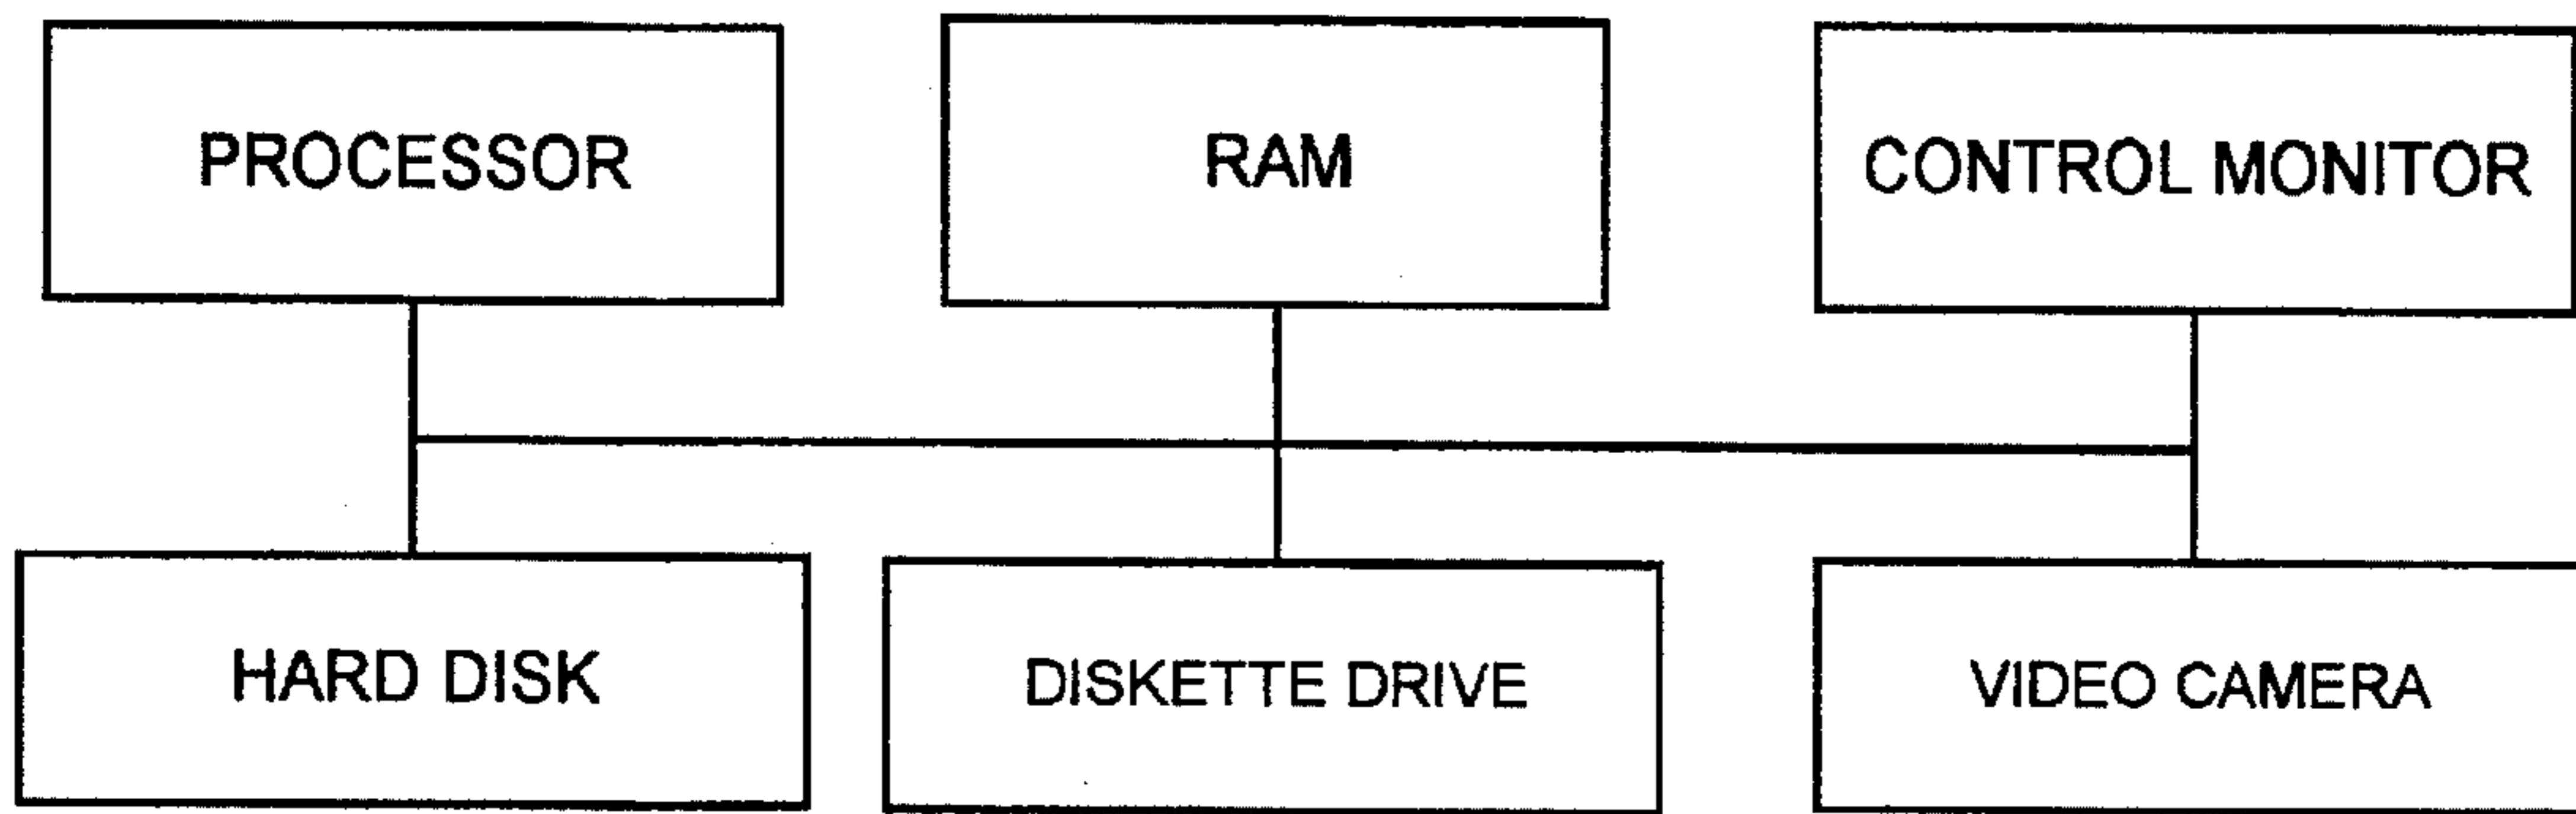 PROCESSOR
RAM
CONTROL MONITOR
HARD DISK
DISKETTE DRIVE
VIDEO CAMERA